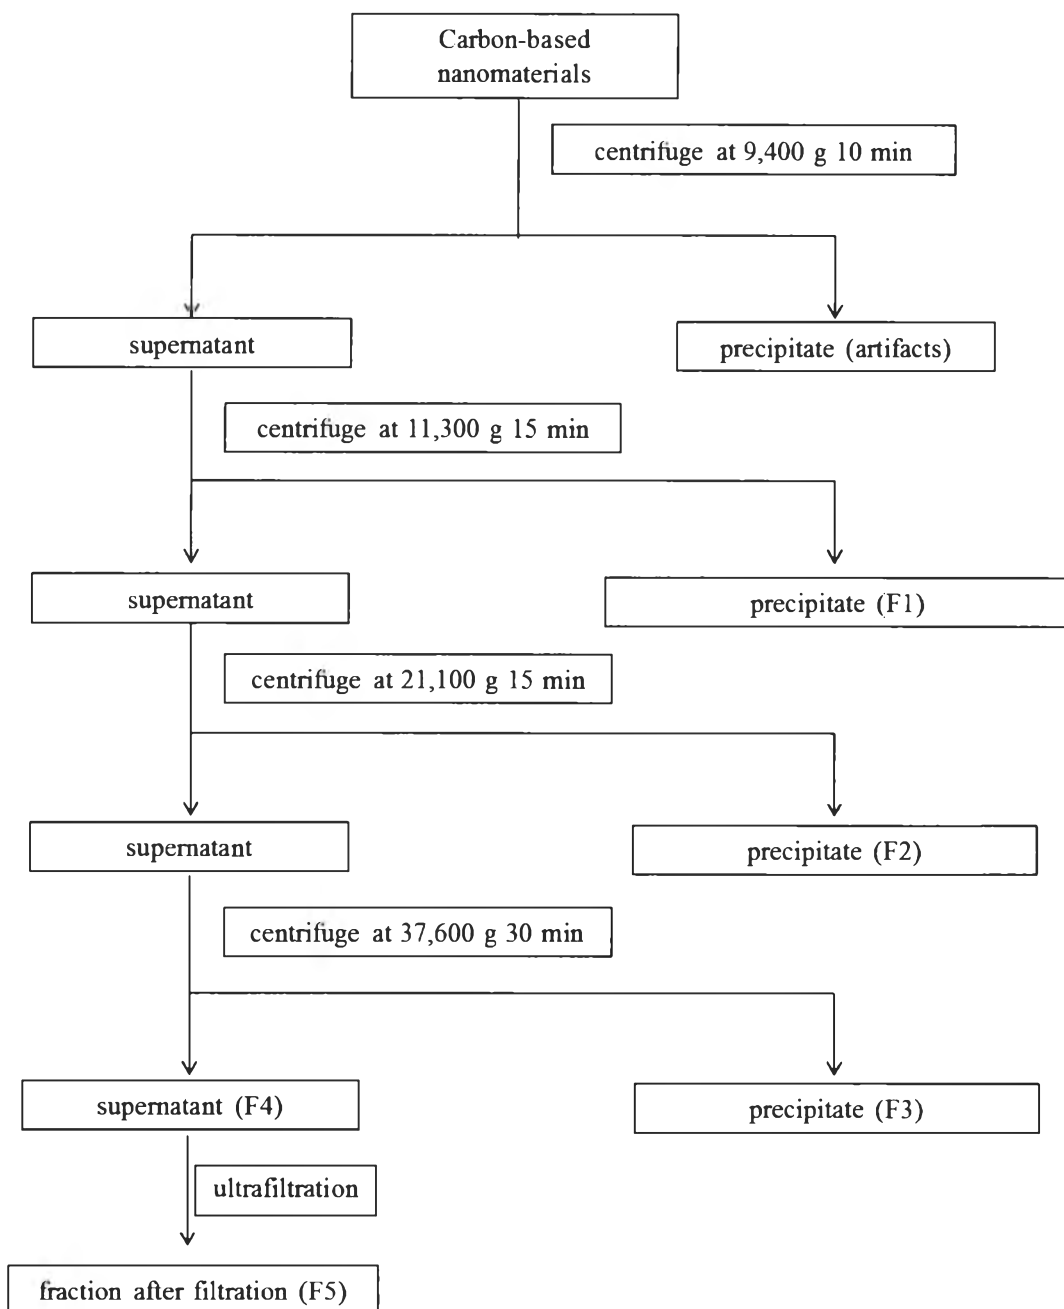 Carbon-based
nanomaterials
centrifuge at 9,400 g 10 min
supernatant
precipitate (artifacts)
centrifuge at 11,300 g 15 min
supernatant
precipitate (F1)
centrifuge at 21,100 g 15 min
supernatant
precipitate (F2)
centrifuge at 37,600 g 30 min
supernatant (F4)
precipitate (F3)
ultrafiltration
fraction after filtration (F5)